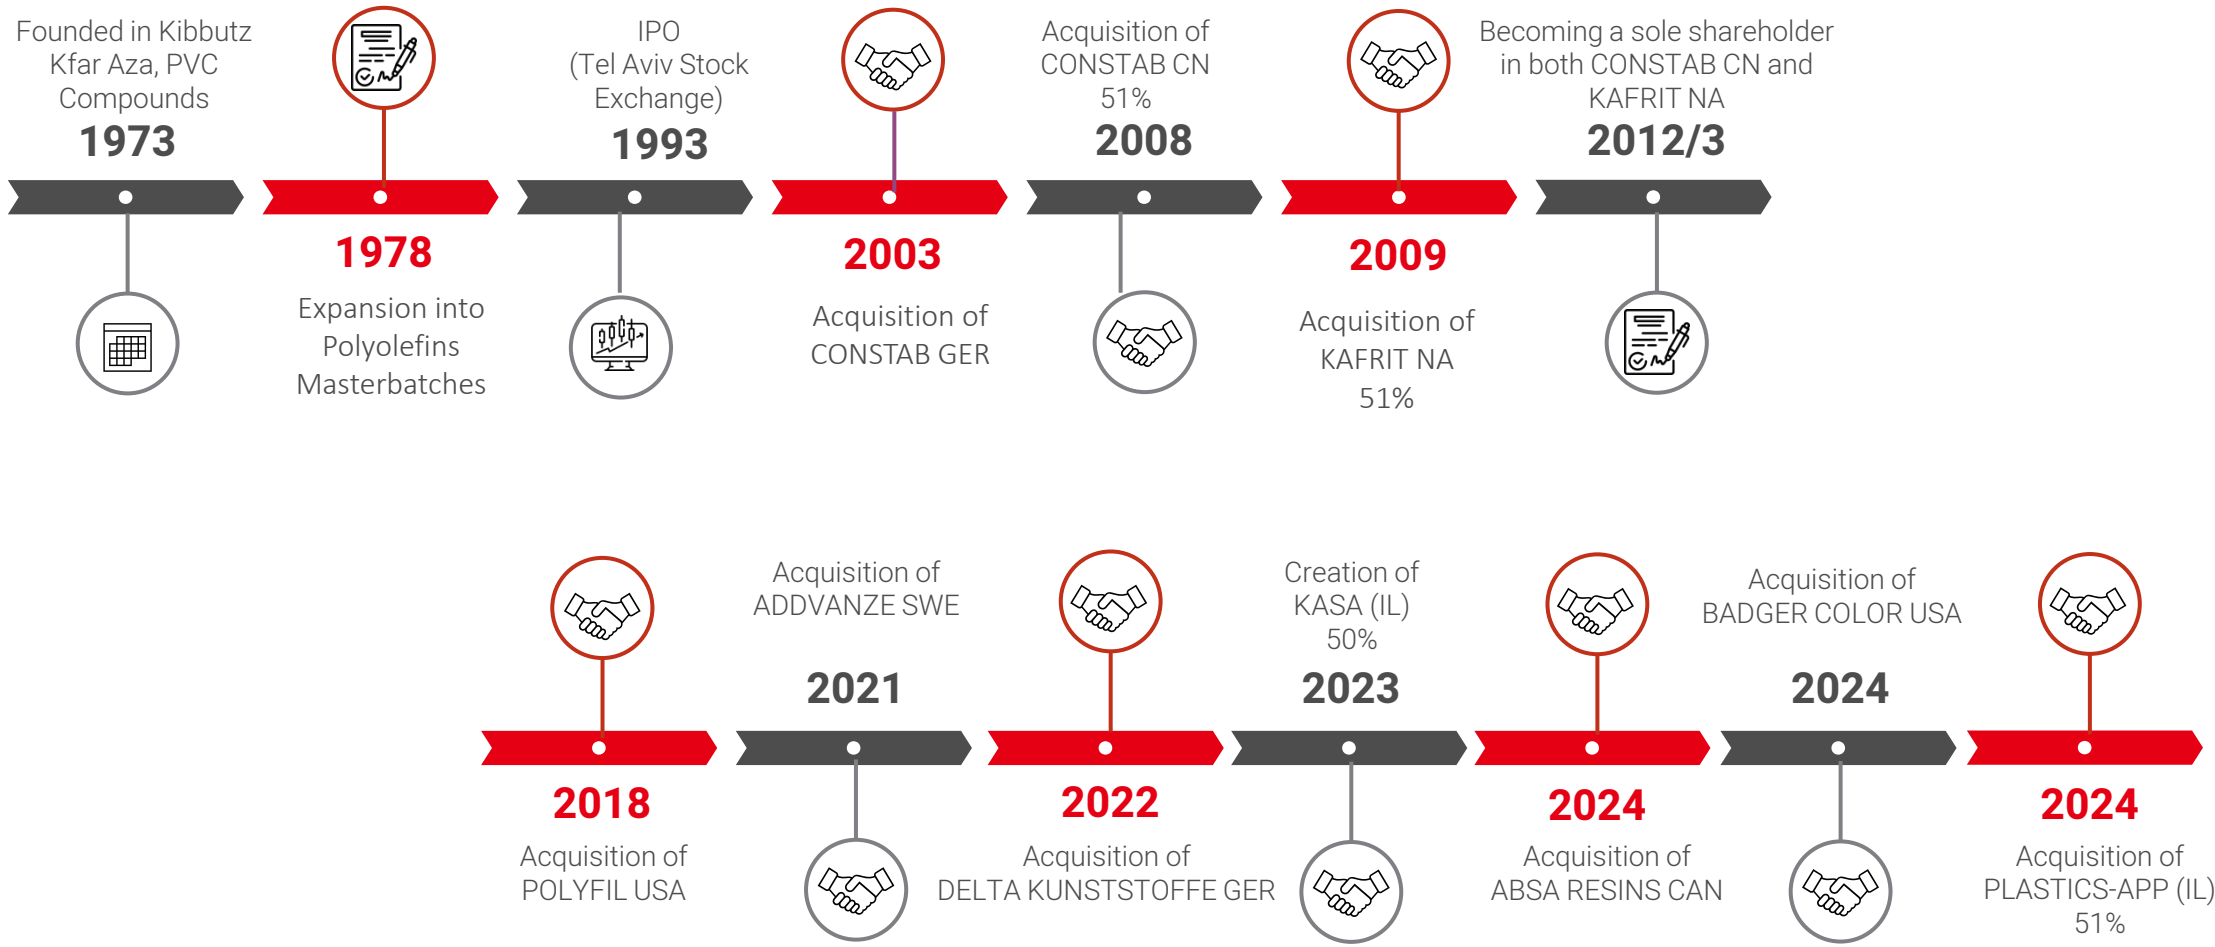 Founded in Kibbutz
Kfar Aza, PVC
Compounds
1973
1978
Expansion into
Polyolefins
Masterbatches
IPO
(Tel Aviv Stock
Exchange)
1993
2003
Acquisition of
CONSTAB GER
Acquisition of
CONSTAB CN
51%
2008
2009
Acquisition of
KAFRIT NA
51%
Becoming a sole shareholder
in both CONSTAB CN and
KAFRIT NA
2012/3
2018
Acquisition of
POLYFIL USA
Acquisition of
ADDVANZE SWE
2021
2022
Acquisition of
DELTA KUNSTSTOFFE GER
Creation of
KASA (IL)
50%
2023
2024
Acquisition of
ABSA RESINS CAN
Acquisition of
BADGER COLOR USA
2024
2024
Acquisition of
PLASTICS-APP (IL)
51%